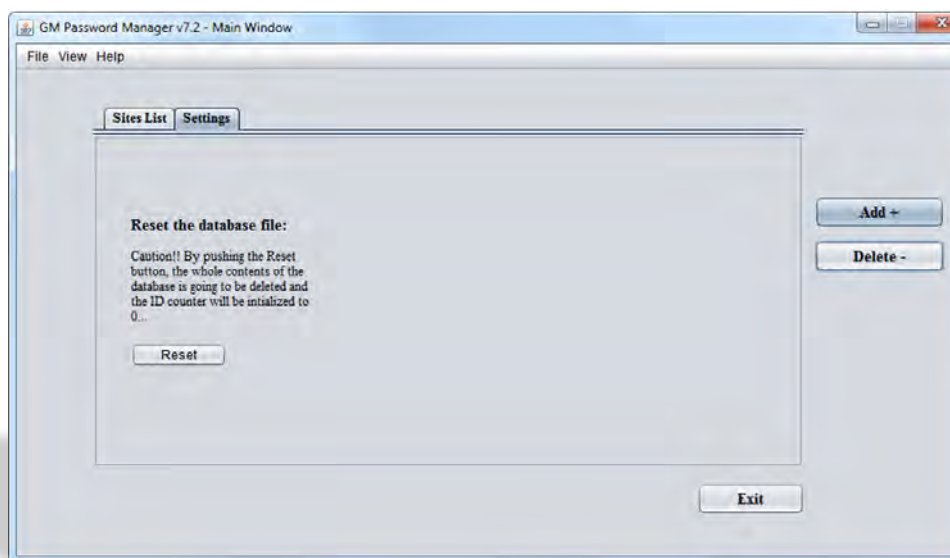 GM Password Manager v7.2 - Main Window
File View Help
Sites List Settings
Reset the database file:
Caution!! By pushing the Reset
button, the whole contents of the
database is going to be deleted and
the ID counter will be intialized to
0...
Reset
Add +
Delete -
Exit